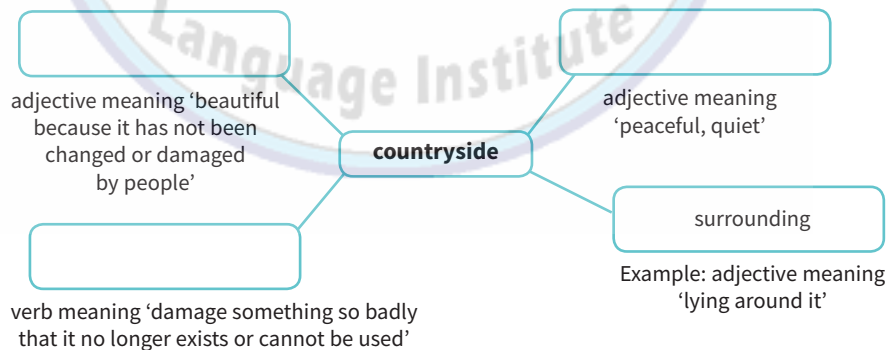 Language Institute
adjective meaning ‘beautiful
because it has not been
changed or damaged
by people’
adjective meaning
‘peaceful, quiet’
countryside
surrounding
Example: adjective meaning
‘lying around it’
verb meaning ‘damage something so badly
that it no longer exists or cannot be used’